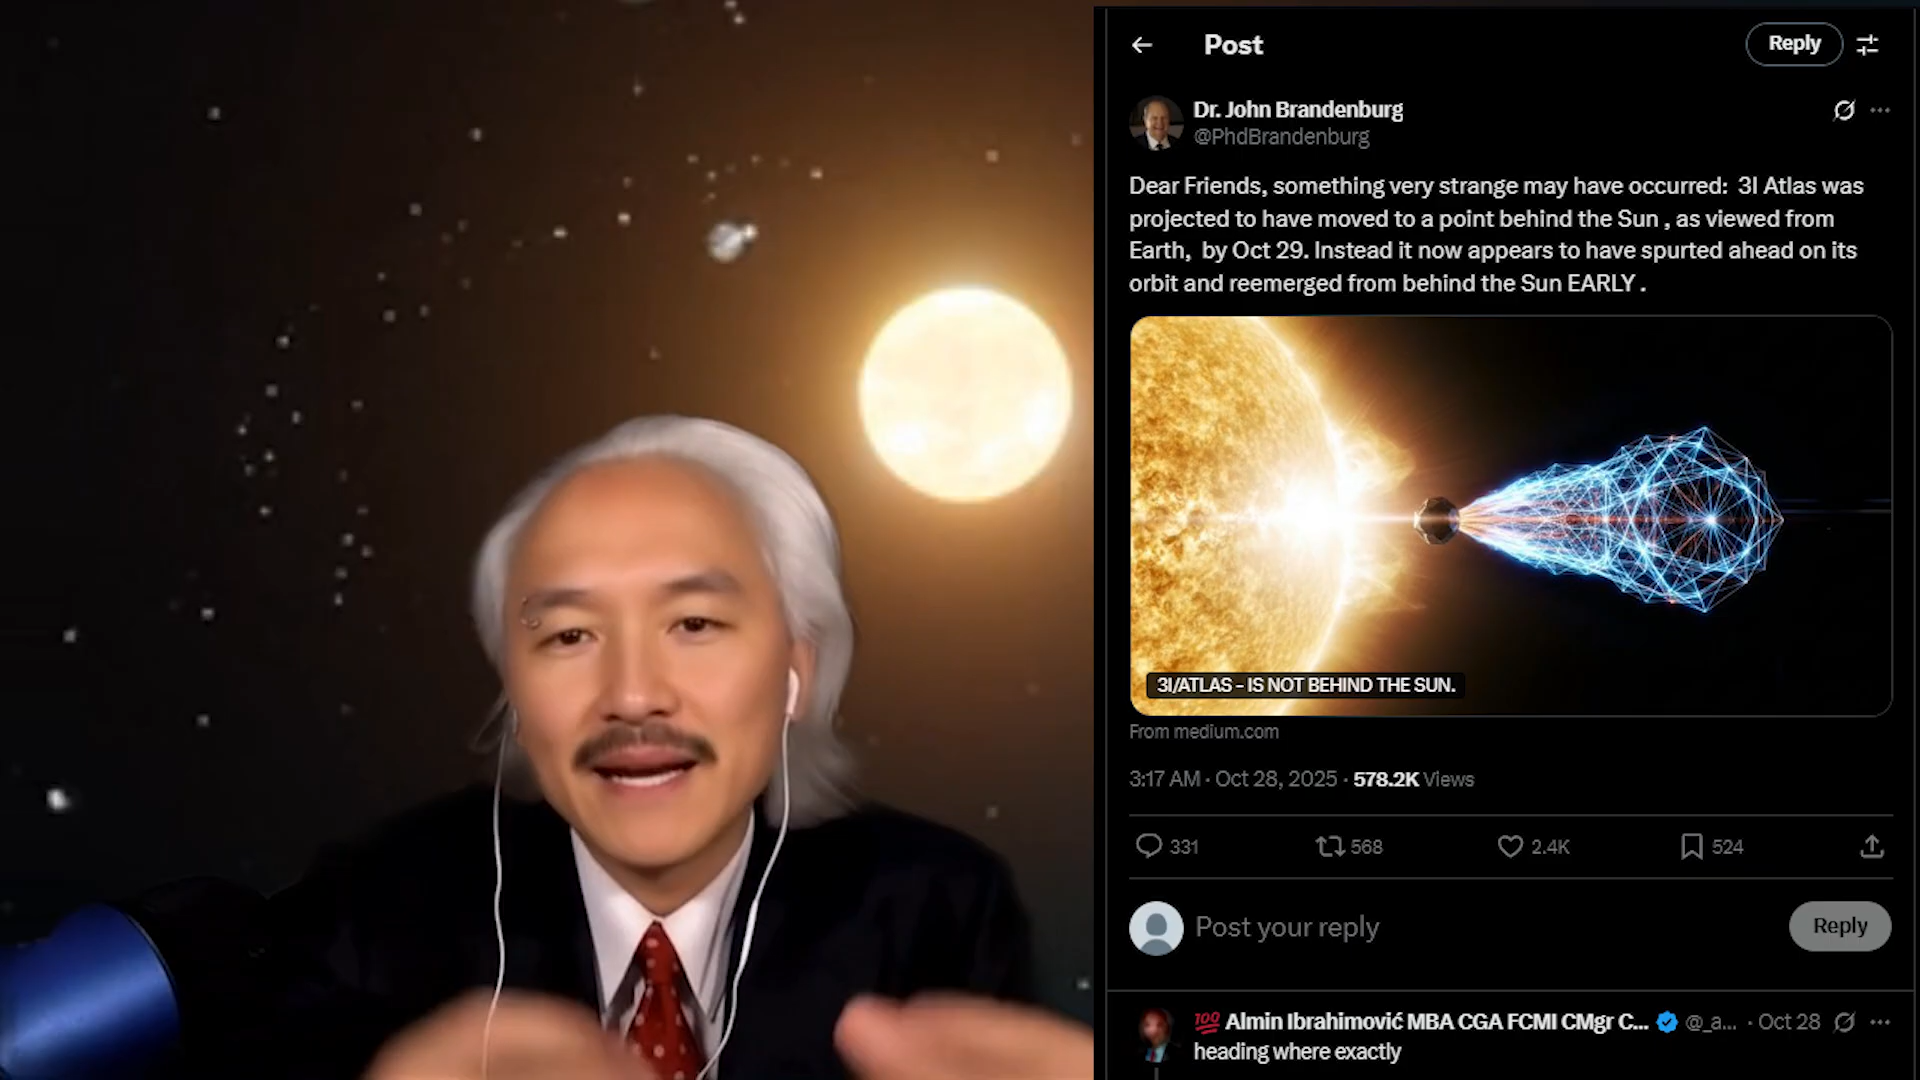 Post
Reply
Dr. John Brandenburg
@PhdBrandenburg
Dear Friends, something very strange may have occurred: 3I Atlas was
projected to have moved to a point behind the Sun , as viewed from
Earth, by Oct 29. Instead it now appears to have spurted ahead on its
orbit and reemerged from behind the Sun EARLY .
3I/ATLAS - IS NOT BEHIND THE SUN.
From medium.com
3:17 AM · Oct 28, 2025 · 578.2K Views
331 568 2.4K 524
Post your reply
Reply
💯 Almin Ibrahimović MBA CGA FCMI CMgr C... @_a... · Oct 28
heading where exactly